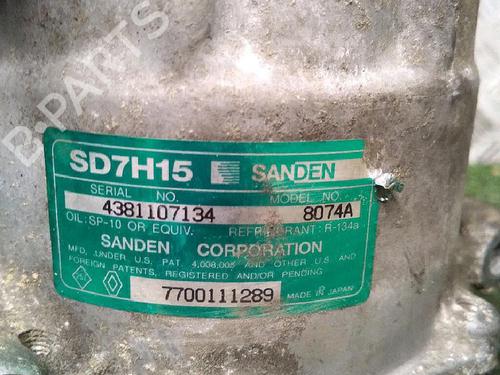 B-PARTS
SD7H15 SANDEN
SERIAL NO. MODEL NO.
4381107134 8074A
OIL:SP-10 OR EQUIV. REFRIGERANT:R-134a
SANDEN CORPORATION
MFD. UNDER U.S. PAT. 4,008,005 AND OTHER U.S. AND
FOREIGN PATENTS, REGISTERED AND/OR PENDING
7700111289 MADE IN JAPAN